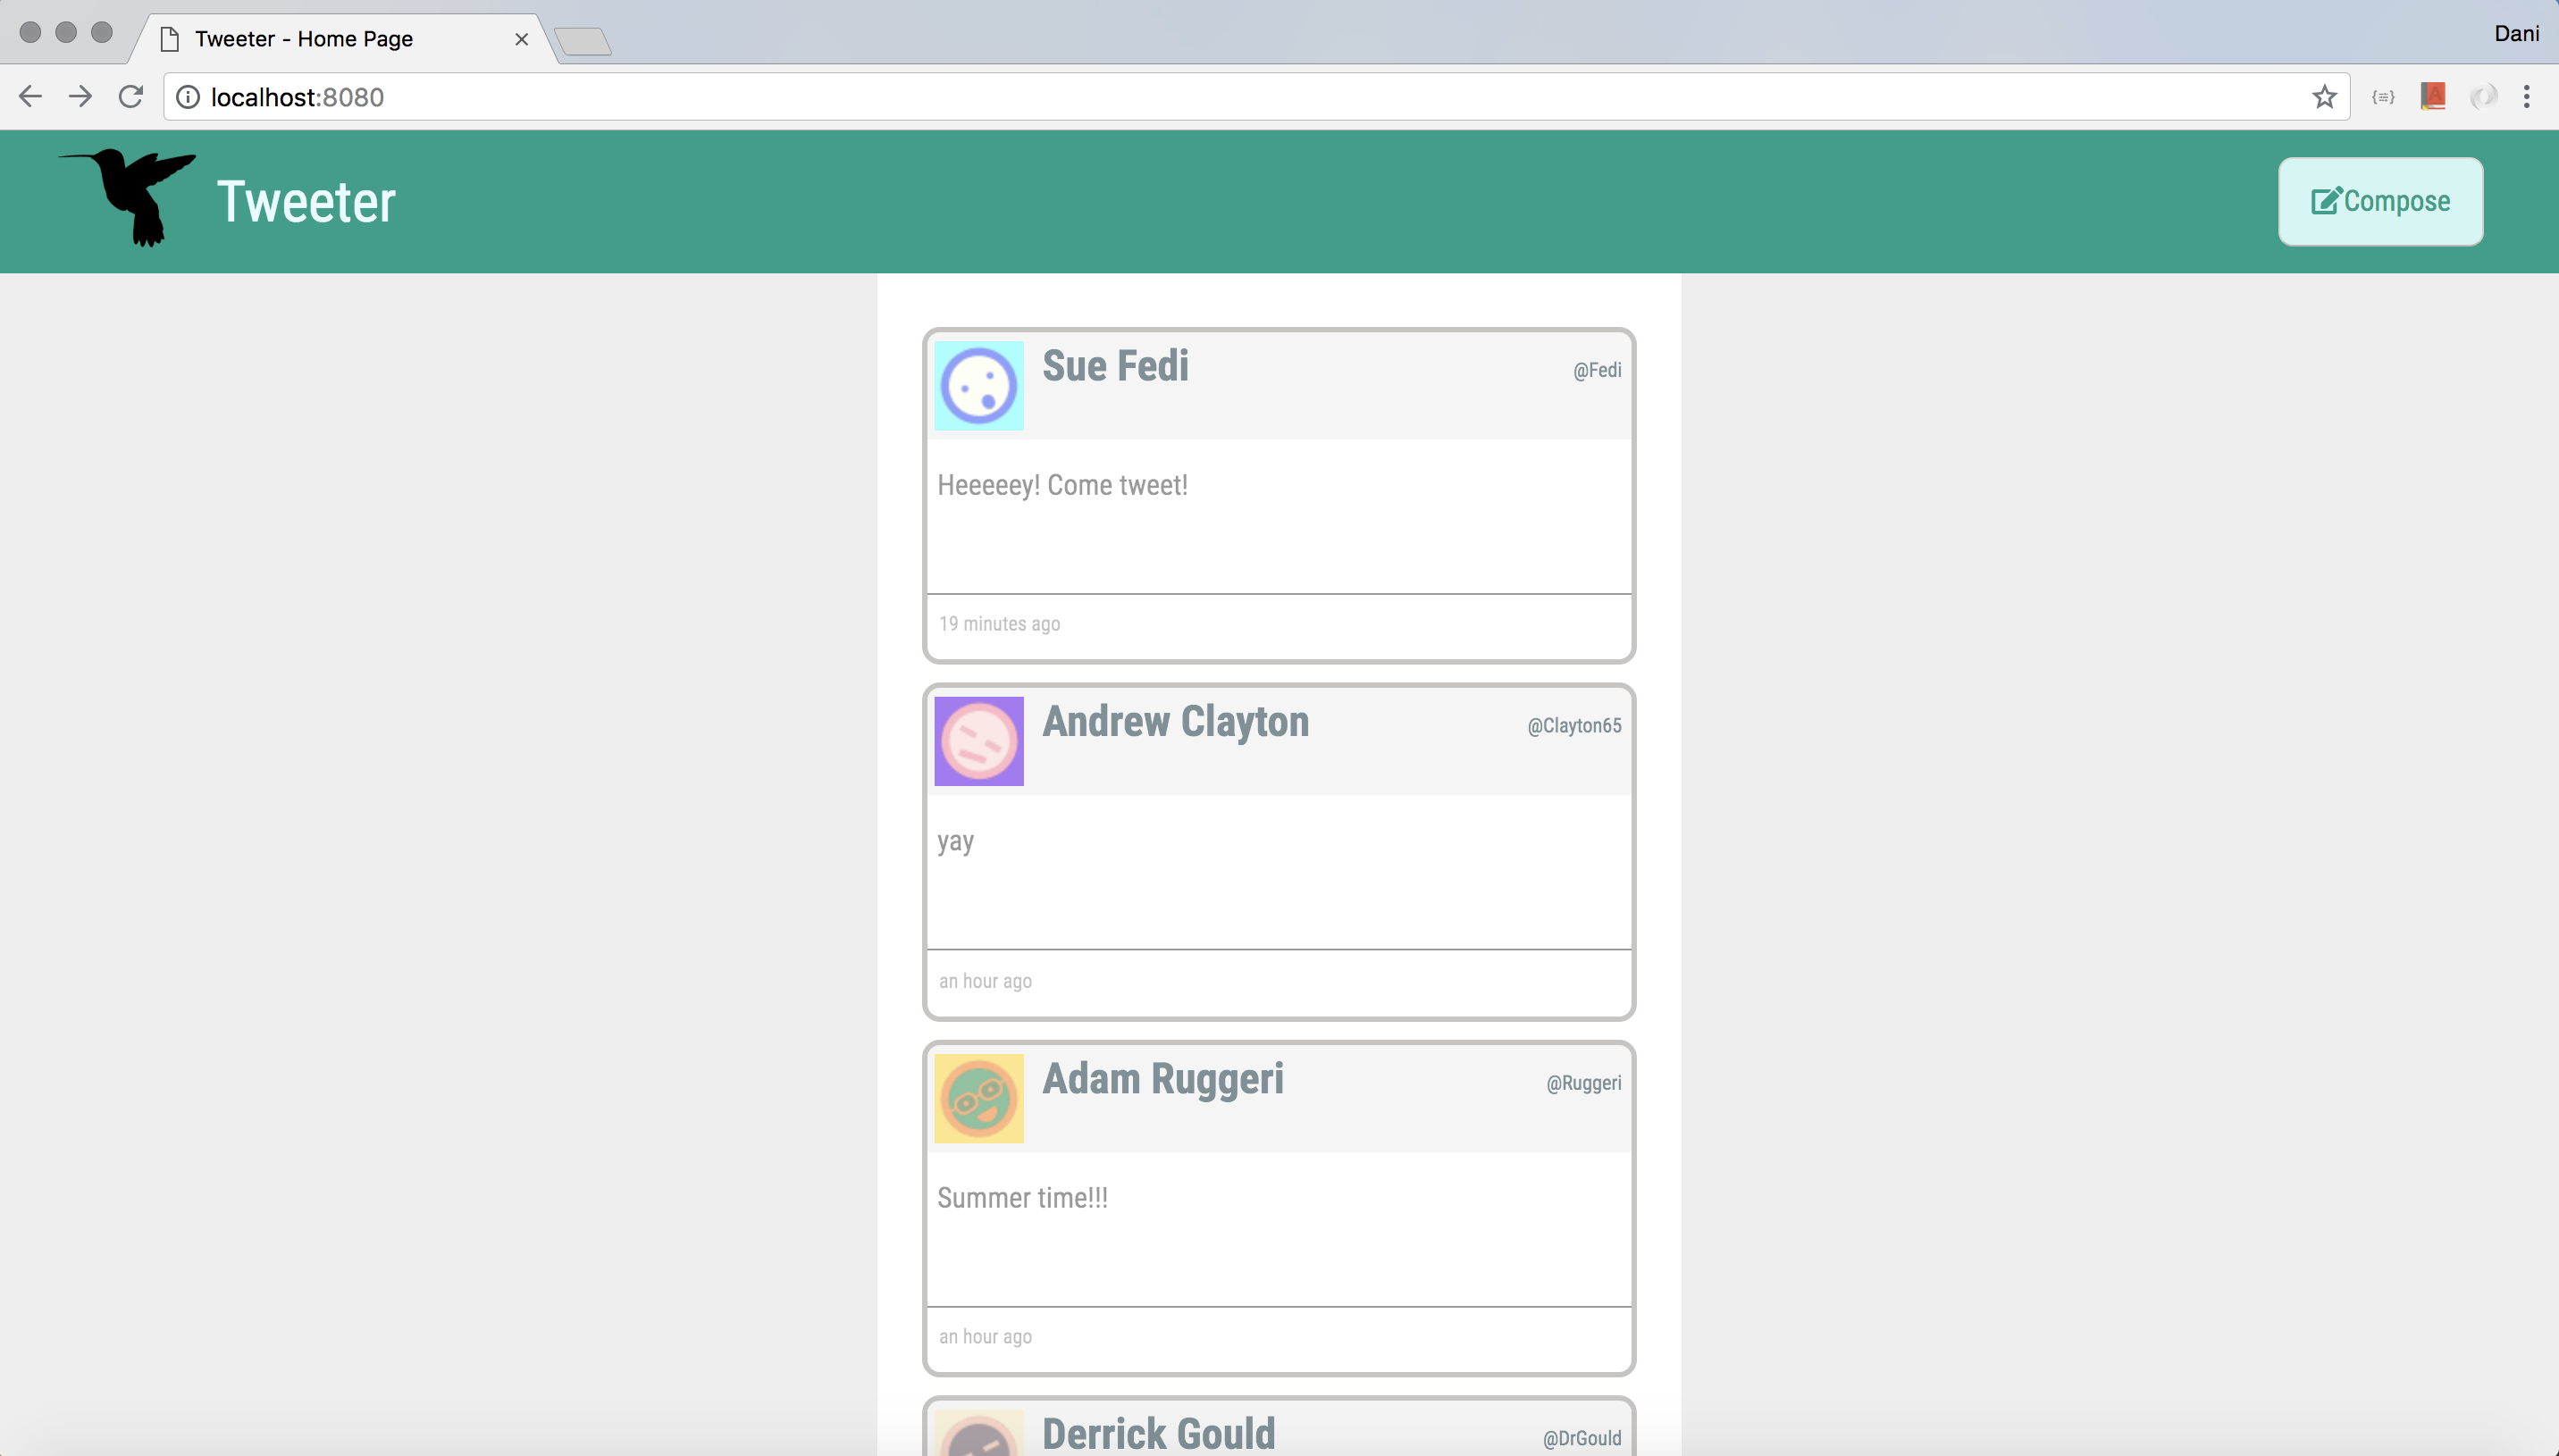 Tweeter - Home Page
Dani
localhost:8080
Tweeter
Compose
Sue Fedi @Fedi
Heeeeey! Come tweet!
19 minutes ago
Andrew Clayton @Clayton65
yay
an hour ago
Adam Ruggeri @Ruggeri
Summer time!!!
an hour ago
Derrick Gould @DrGould